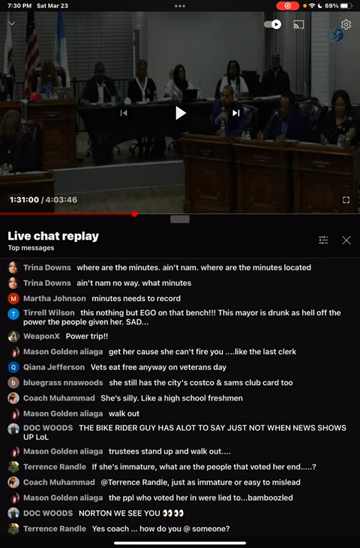 7:30 PM Sat Mar 23
69%
1:31:00 / 4:03:46
Live chat replay
Top messages
Trina Downs where are the minutes. ain't nam. where are the minutes located
Trina Downs ain't nam no way. what minutes
Martha Johnson minutes needs to record
Tirrell Wilson this nothing but EGO on that bench!!! This mayor is drunk as hell off the
power the people given her. SAD...
WeaponX Power trip!!
Mason Golden aliaga get her cause she can't fire you ....like the last clerk
Qiana Jefferson Vets eat free anyway on veterans day
bluegrass nnawoods she still has the city's costco & sams club card too
Coach Muhammad She's silly. Like a high school freshmen
Mason Golden aliaga walk out
DOC WOODS THE BIKE RIDER GUY HAS ALOT TO SAY JUST NOT WHEN NEWS SHOWS
UP LoL
Mason Golden aliaga trustees stand up and walk out....
Terrence Randle If she's immature, what are the people that voted her end.....?
Coach Muhammad @Terrence Randle, just as immature or easy to mislead
Mason Golden aliaga the ppl who voted her in were lied to...bamboozled
DOC WOODS NORTON WE SEE YOU 👀👀
Terrence Randle Yes coach ... how do you @ someone?